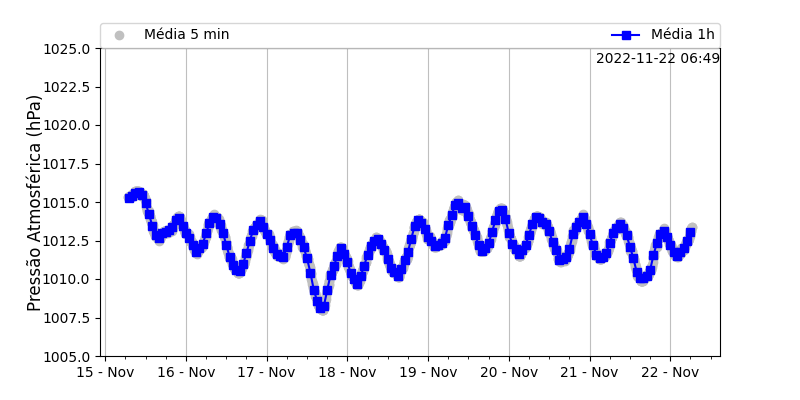 Média 5 min
Média 1h
2022-11-22 06:49
Pressão Atmosférica (hPa)
1025.0
1022.5
1020.0
1017.5
1015.0
1012.5
1010.0
1007.5
1005.0
15 - Nov
16 - Nov
17 - Nov
18 - Nov
19 - Nov
20 - Nov
21 - Nov
22 - Nov